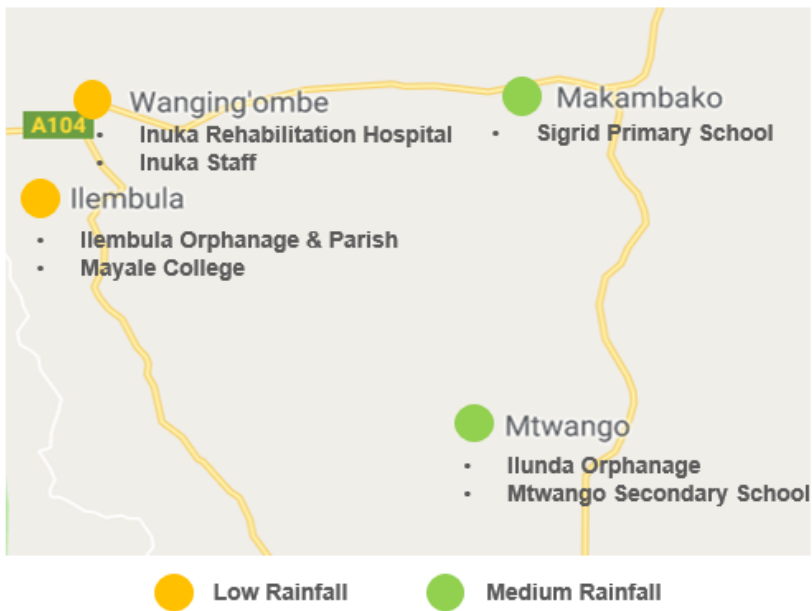 Wanging'ombe
A104
• Inuka Rehabilitation Hospital
• Inuka Staff
Makambako
• Sigrid Primary School
Ilembula
• Ilembula Orphanage & Parish
• Mayale College
Mtwango
• Ilunda Orphanage
• Mtwango Secondary School
Low Rainfall
Medium Rainfall